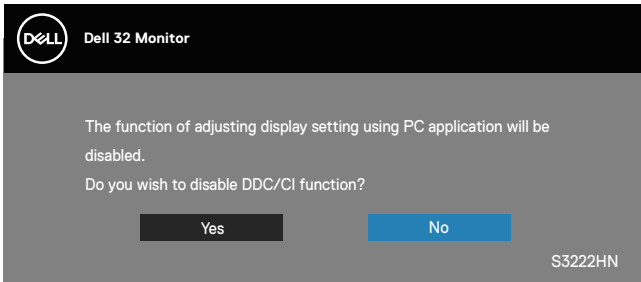 DELL
Dell 32 Monitor
The function of adjusting display setting using PC application will be
disabled.
Do you wish to disable DDC/CI function?
Yes
No
S3222HN